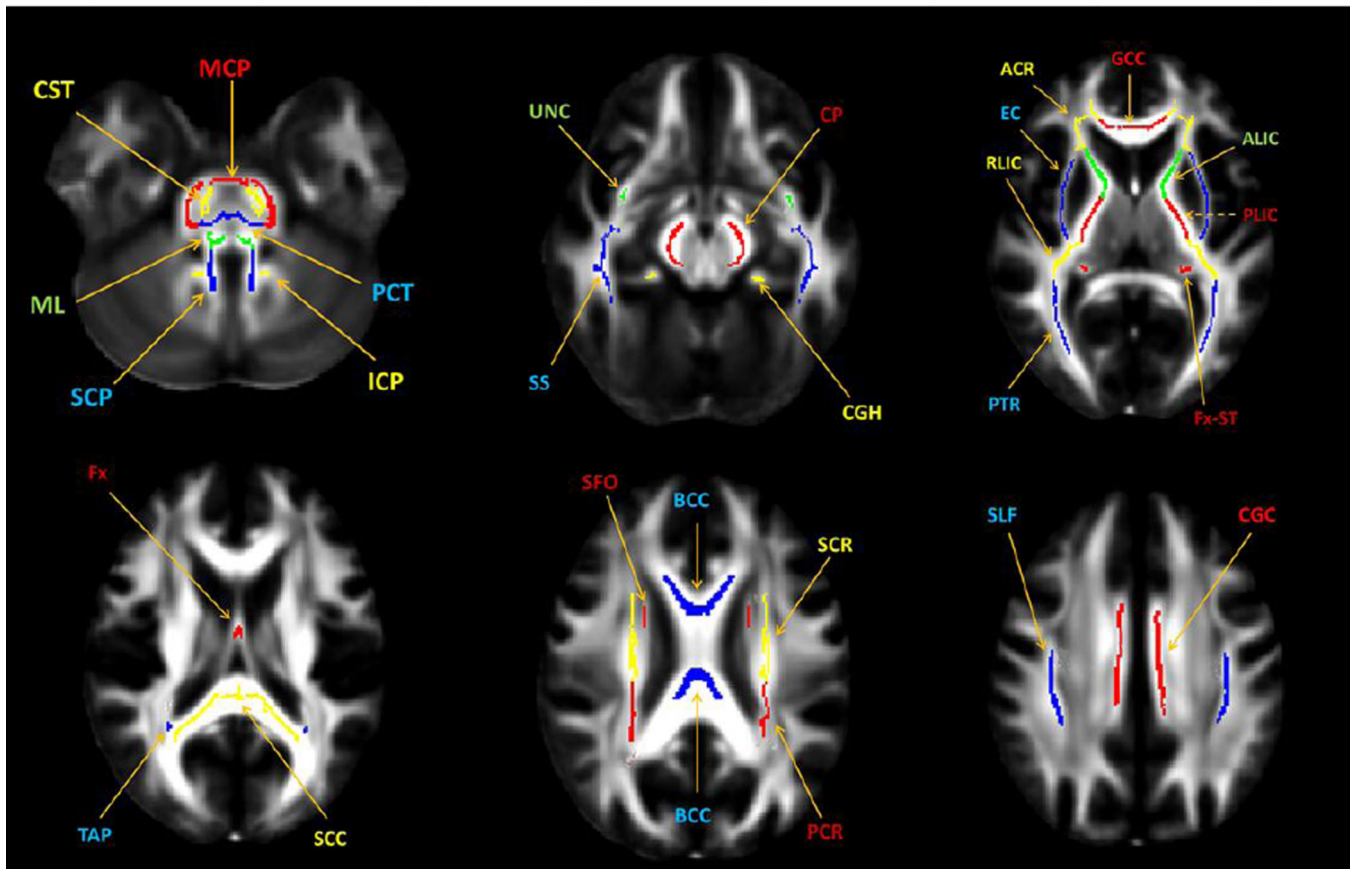 MCP
CST
ML
SCP
PCT
ICP
UNC
CP
SS
CGH
ACR
GCC
EC
ALIC
RLIC
PLIC
PTR
Fx-ST
Fx
TAP
SCC
SFO
BCC
SCR
BCC
PCR
SLF
CGC